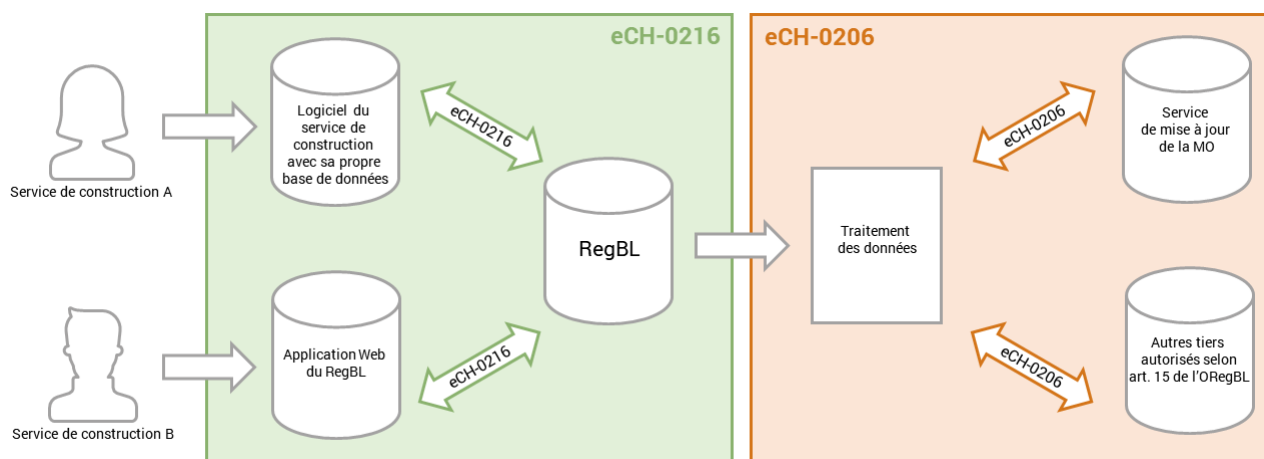 eCH-0216
eCH-0206
Service de construction A
Logiciel du
service de
construction
avec sa propre
base de données
eCH-0216
RegBL
Traitement
des données
eCH-0206
Service
de mise à jour
de la MO
Service de construction B
Application Web
du RegBL
eCH-0216
eCH-0206
Autres tiers
autorisés selon
art. 15 de l'ORegBL